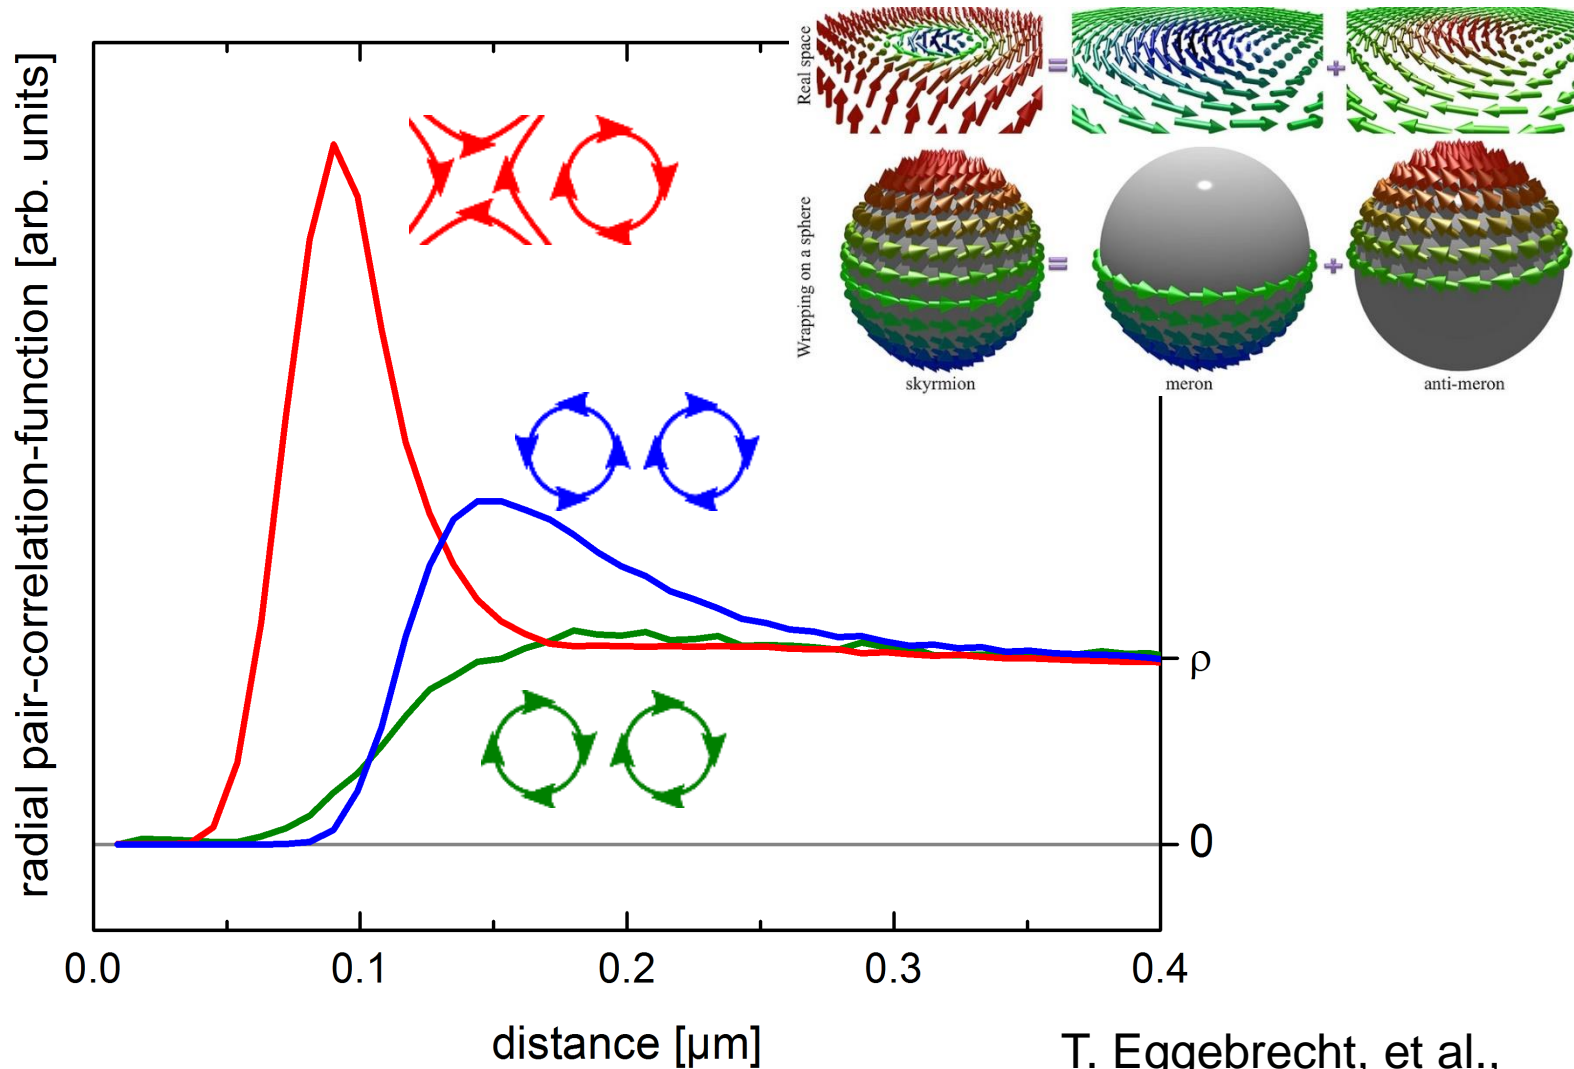 radial pair-correlation-function [arb. units]
Real space
Wrapping on a sphere
=
+
=
+
skyrmion
meron
anti-meron
ρ
0
0.0
0.1
0.2
0.3
0.4
distance [µm]
T. Eggebrecht, et al.,